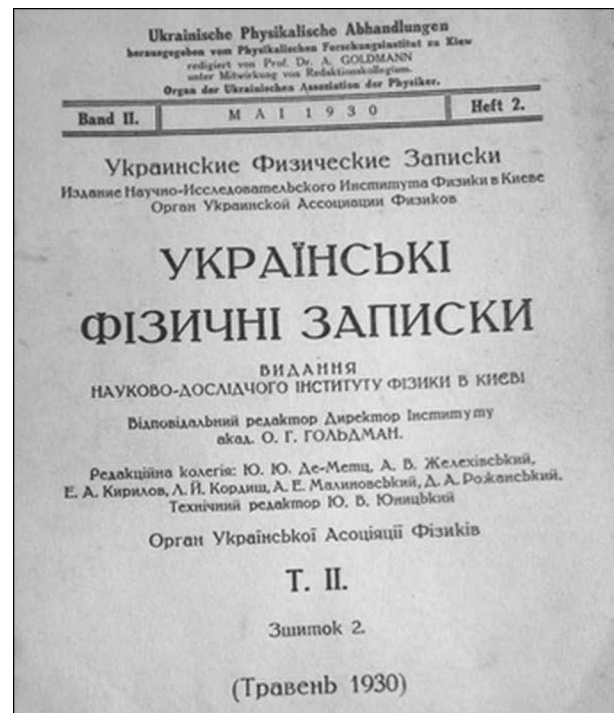 Ukrainische Physikalische Abhandlungen
herausgegeben vom Physikalischen Forschungsinstitut zu Kiew
redigiert von Prof. Dr. A. GOLDMANN
unter Mitwirkung von Redaktionskollegium.
Organ der Ukrainischen Assoziation der Physiker.
Band II. MAI 1930 Heft 2.
Украинские Физические Записки
Издание Научно-Исследовательского Института Физики в Киеве
Орган Украинской Ассоциации Физиков
УКРАЇНСЬКІ
ФІЗИЧНІ ЗАПИСКИ
ВИДАННЯ
НАУКОВО-ДОСЛІДЧОГО ІНСТИТУТУ ФІЗИКИ В КИЄВІ
Відповідальний редактор Директор Інституту
акад. О. Г. ГОЛЬДМАН.
Редакційна колегія: Ю. Ю. Де-Метц, А. В. Желехівський,
Е. А. Кирилов, Л. Й. Кордиш, А. Е. Малиновський, Д. А. Рожанський.
Технічний редактор Ю. В. Юницький
Орган Української Асоціяції Фізиків
Т. II.
Зшиток 2.
(Травень 1930)